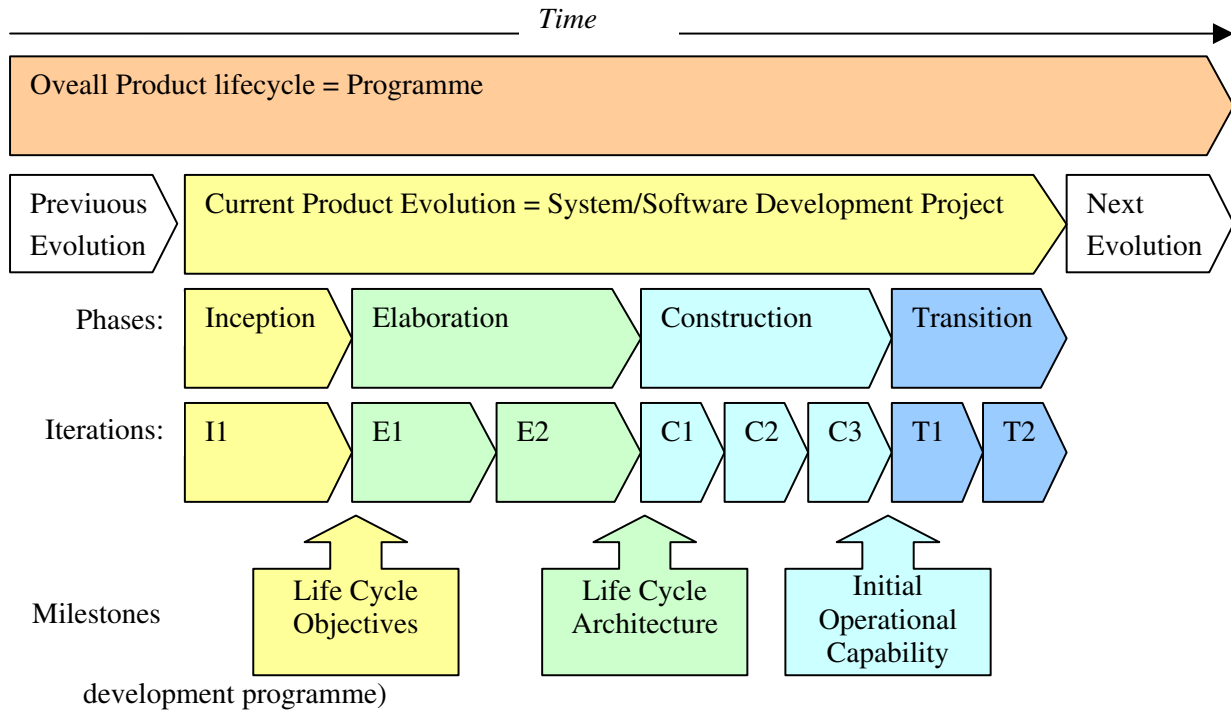 Time
Oveall Product lifecycle = Programme
Previuous
Evolution
Current Product Evolution = System/Software Development Project
Next
Evolution
Phases:
Inception
Elaboration
Construction
Transition
Iterations:
I1
E1
E2
C1
C2
C3
T1
T2
Milestones
Life Cycle
Objectives
Life Cycle
Architecture
Initial
Operational
Capability
development programme)